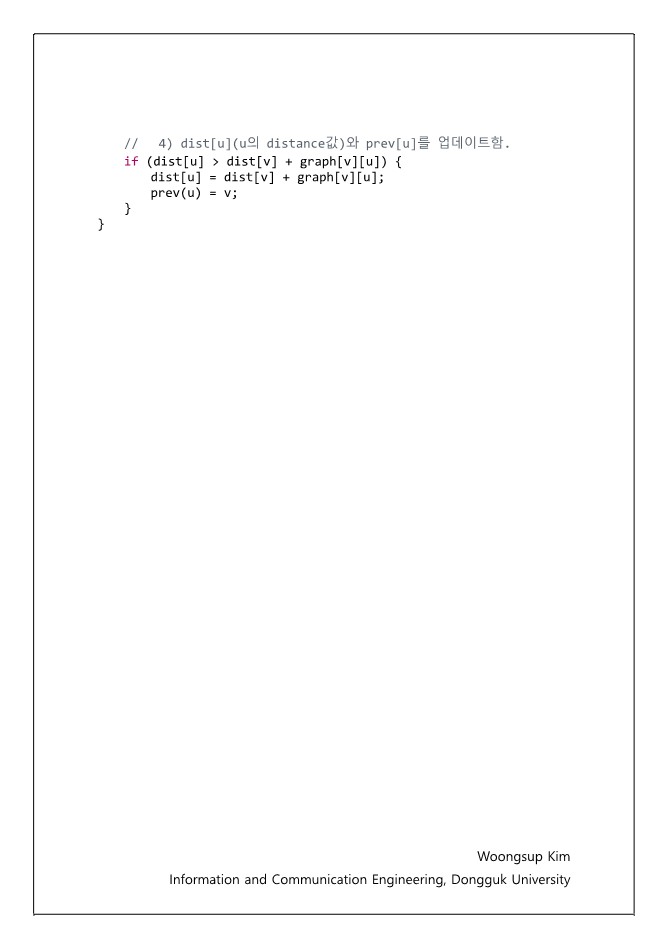 // 4) dist[u](u의 distance값)와 prev[u]를 업데이트함.
if (dist[u] > dist[v] + graph[v][u]) {
dist[u] = dist[v] + graph[v][u];
prev(u) = v;
}
}
Woongsup Kim
Information and Communication Engineering, Dongguk University